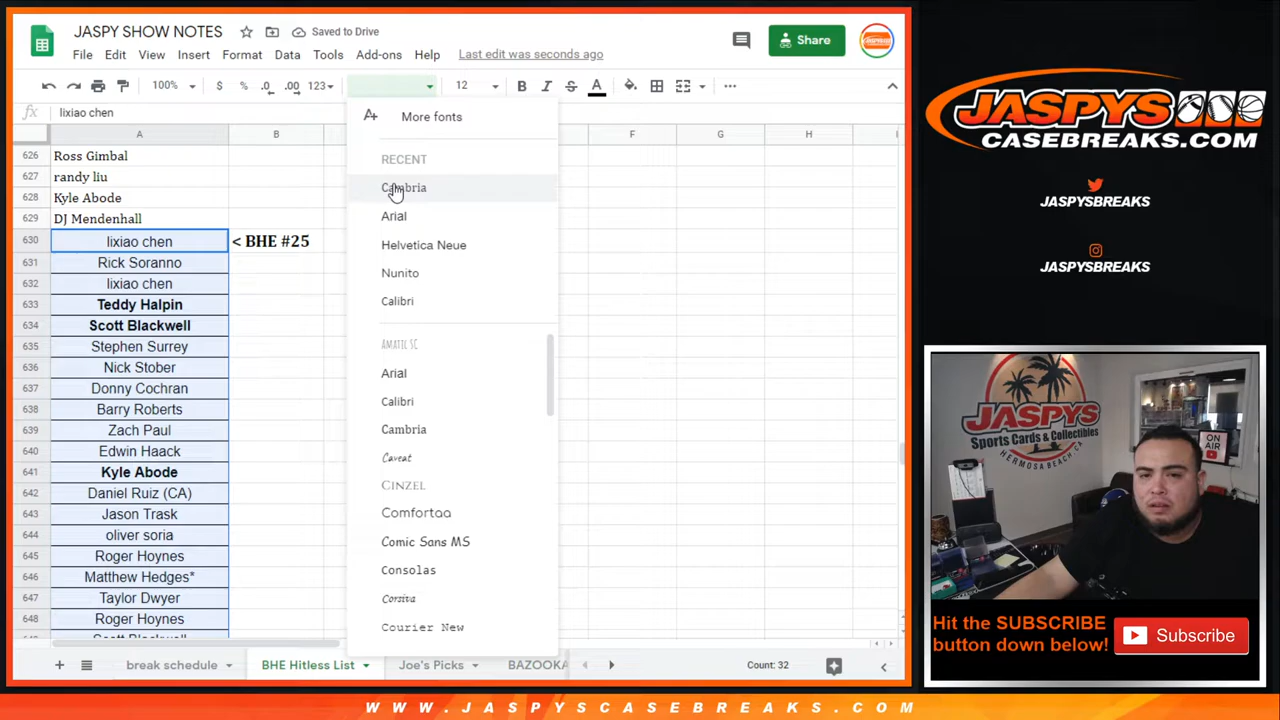 JASPY SHOW NOTES
Saved to Drive
File Edit View Insert Format Data Tools Add-ons Help Last edit was seconds ago
Share
100% $ % .0 .00 123 12 B I S A
fx lixiao chen
A B F G H
626 Ross Gimbal
627 randy liu
628 Kyle Abode
629 DJ Mendenhall
630 lixiao chen < BHE #25
631 Rick Soranno
632 lixiao chen
633 Teddy Halpin
634 Scott Blackwell
635 Stephen Surrey
636 Nick Stober
637 Donny Cochran
638 Barry Roberts
639 Zach Paul
640 Edwin Haack
641 Kyle Abode
642 Daniel Ruiz (CA)
643 Jason Trask
644 oliver soria
645 Roger Hoynes
646 Matthew Hedges*
647 Taylor Dwyer
648 Roger Hoynes
Scott Blackwell
More fonts
RECENT
Cambria
Arial
Helvetica Neue
Nunito
Calibri
AMATIC SC
Arial
Calibri
Cambria
Caveat
CINZEL
Comfortaa
Comic Sans MS
Consolas
Corsiva
Courier New
break schedule BHE Hitless List Joe's Picks BAZOOKA Count: 32
JASPYS
CASEBREAKS.COM
JASPYSBREAKS
JASPYSBREAKS
JASPYS
Sports Cards & Collectibles
HERMOSA BEACH, CA
ON AIR
Hit the SUBSCRIBE
button down below!
Subscribe
WWW.JASPYSCASEBREAKS.COM